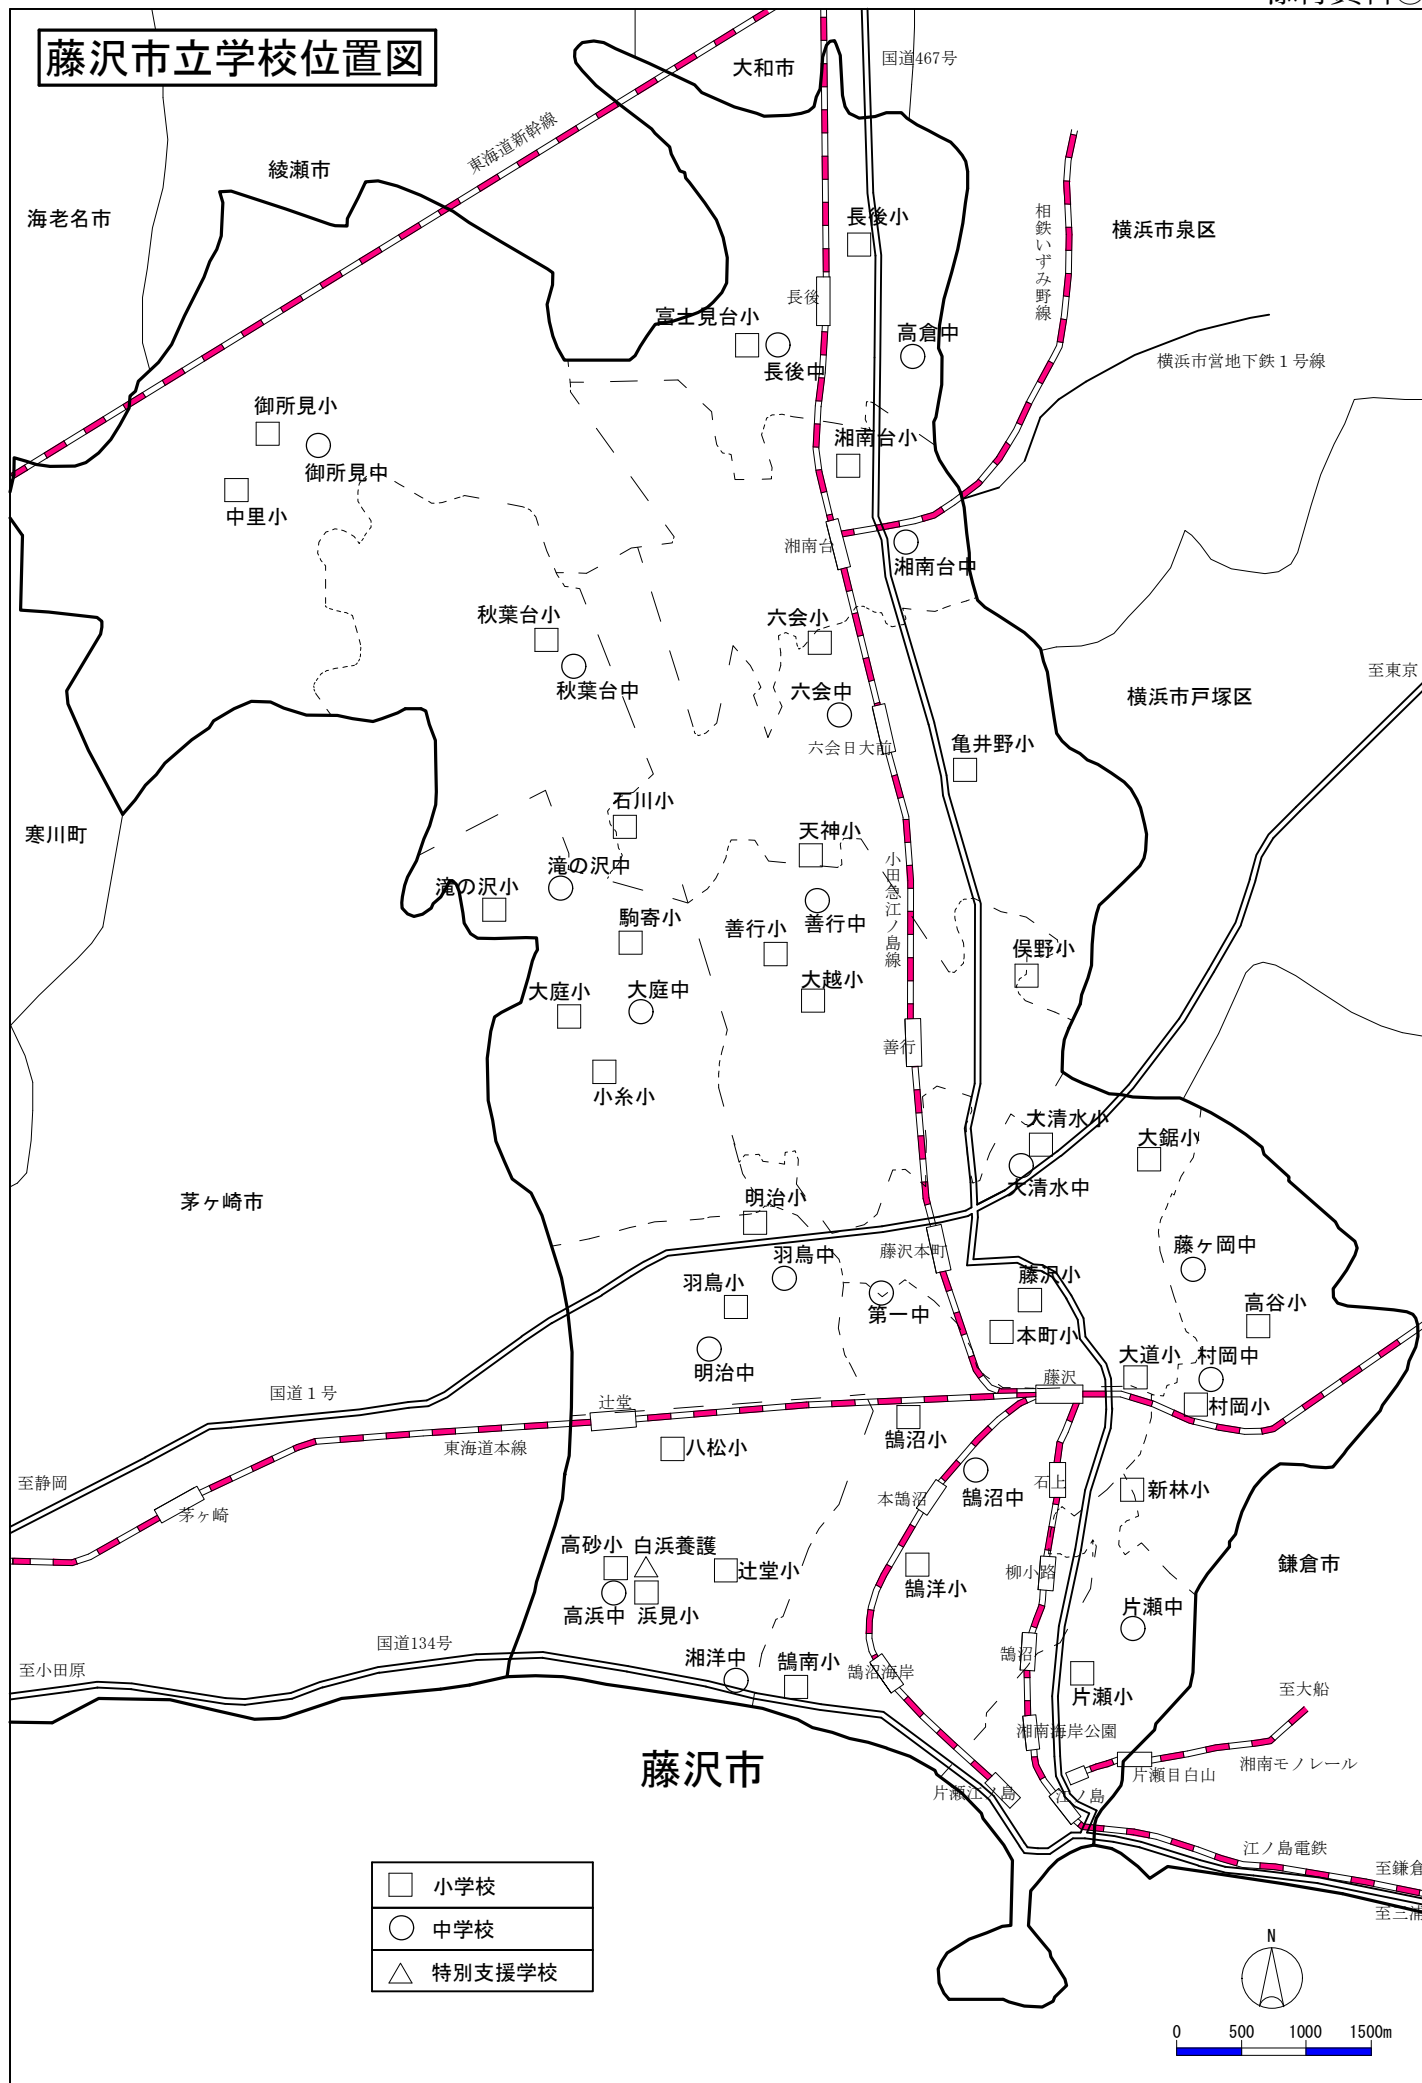 藤沢市立学校位置図
大和市
国道467号
東海道新幹線
綾瀬市
海老名市
相鉄いずみ野線
横浜市泉区
長後小
長後
富士見台小
高倉中
長後中
横浜市営地下鉄１号線
御所見小
湘南台小
御所見中
中里小
湘南台
湘南台中
秋葉台小
六会小
至東京
秋葉台中
六会中
横浜市戸塚区
六会日大前
亀井野小
石川小
寒川町
天神小
小田急江ノ島線
滝の沢中
滝の沢小
駒寄小
善行小
善行中
俣野小
大庭小
大庭中
大越小
善行
小糸小
大清水小
大鋸小
大清水中
茅ヶ崎市
明治小
羽鳥中
藤沢本町
藤ヶ岡中
羽鳥小
藤沢小
第一中
高谷小
本町小
明治中
大道小
村岡中
藤沢
国道１号
辻堂
村岡小
鵠沼小
東海道本線
八松小
至静岡
石上
本鵠沼
鵠沼中
新林小
茅ヶ崎
高砂小
白浜養護
辻堂小
柳小路
鎌倉市
鵠洋小
高浜中
浜見小
片瀬中
国道134号
鵠沼
至小田原
湘洋中
鵠南小
鵠沼海岸
片瀬小
至大船
湘南海岸公園
藤沢市
湘南モノレール
片瀬目白山
片瀬江ノ島
江ノ島
江ノ島電鉄
至鎌倉
小学校
至三浦
中学校
N
特別支援学校
0 500 1000 1500m